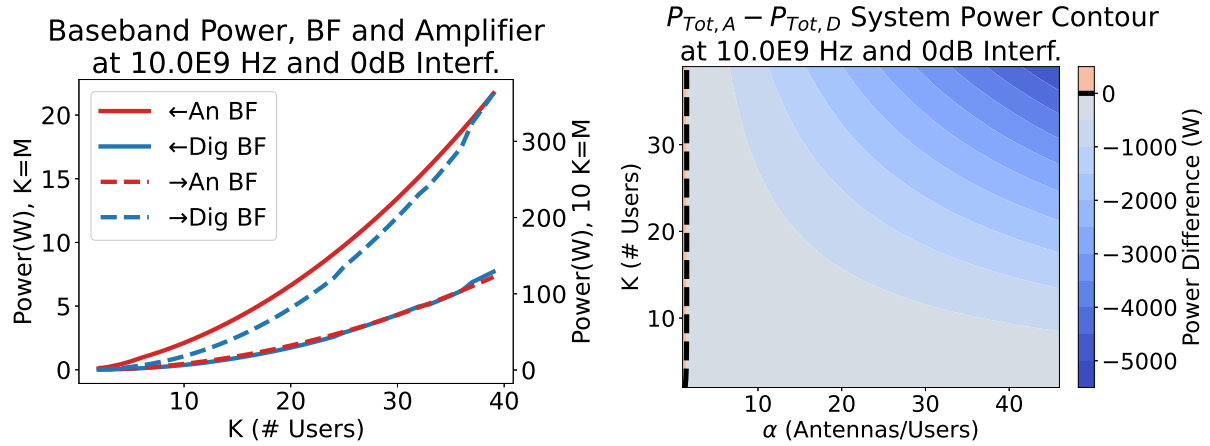 Baseband Power, BF and Amplifier
at 10.0E9 Hz and 0dB Interf.
Power(W), K=M
20
15
10
5
0
←An BF
←Dig BF
→An BF
→Dig BF
300
200
100
0
Power(W), 10 K=M
10
20
30
40
K (# Users)
P_{Tot,A} − P_{Tot,D} System Power Contour
at 10.0E9 Hz and 0dB Interf.
K (# Users)
30
20
10
10
20
30
40
α (Antennas/Users)
0
−1000
−2000
−3000
−4000
−5000
Power Difference (W)